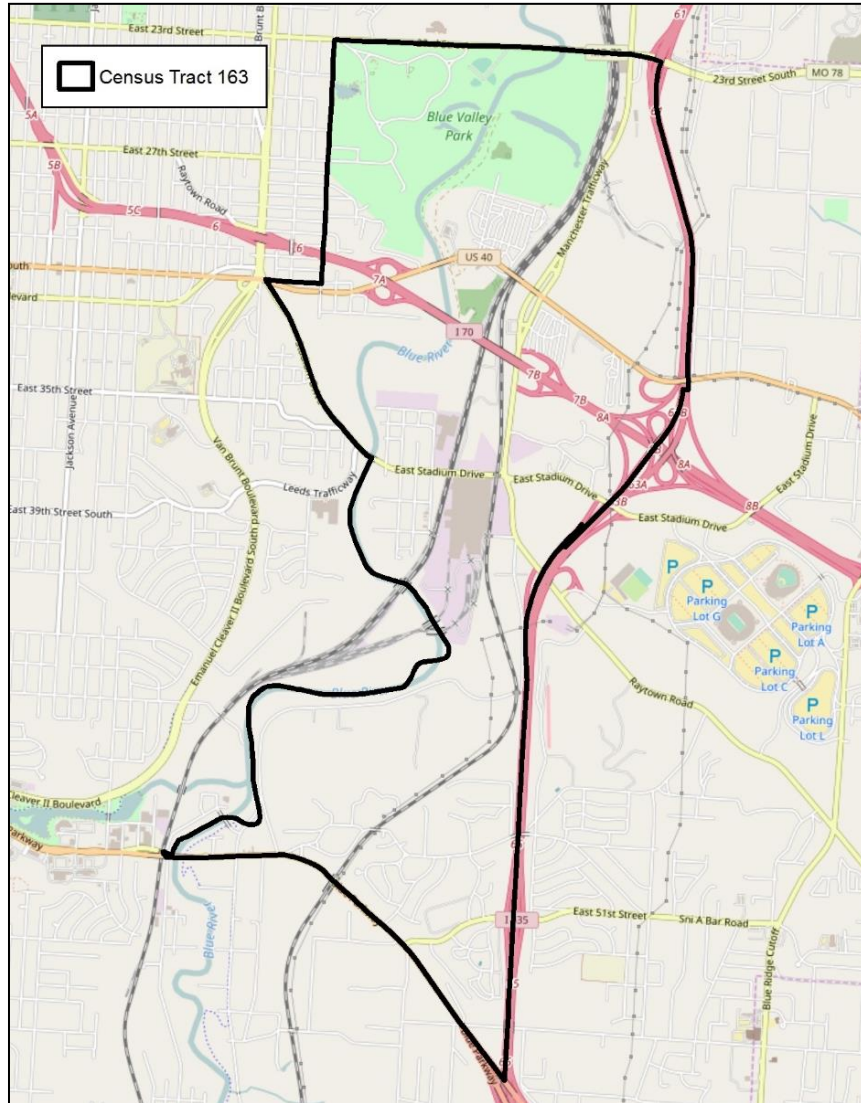 East 23rd Street
Census Tract 163
61
MO 78
23rd Street South
Blue Valley
Park
5A
East 27th Street
5B
Raytown Road
5C
6
6
Manchester Trafficway
US 40
7A
I 70
Blue River
7B
7B
8A
8A
8B
63A
East 35th Street
Jackson Avenue
Van Brunt Boulevard
East Stadium Drive
East Stadium Drive
East Stadium Drive
East Stadium Drive
Leeds Trafficway
East 39th Street South
Emanuel Cleaver II Boulevard South
P
Parking
Lot G
P
Parking
Lot A
P
Parking
Lot C
P
Parking
Lot L
Raytown Road
Cleaver II Boulevard
Parkway
Blue River
East 51st Street
Sni A Bar Road
Blue Ridge Cutoff
Blue Parkway